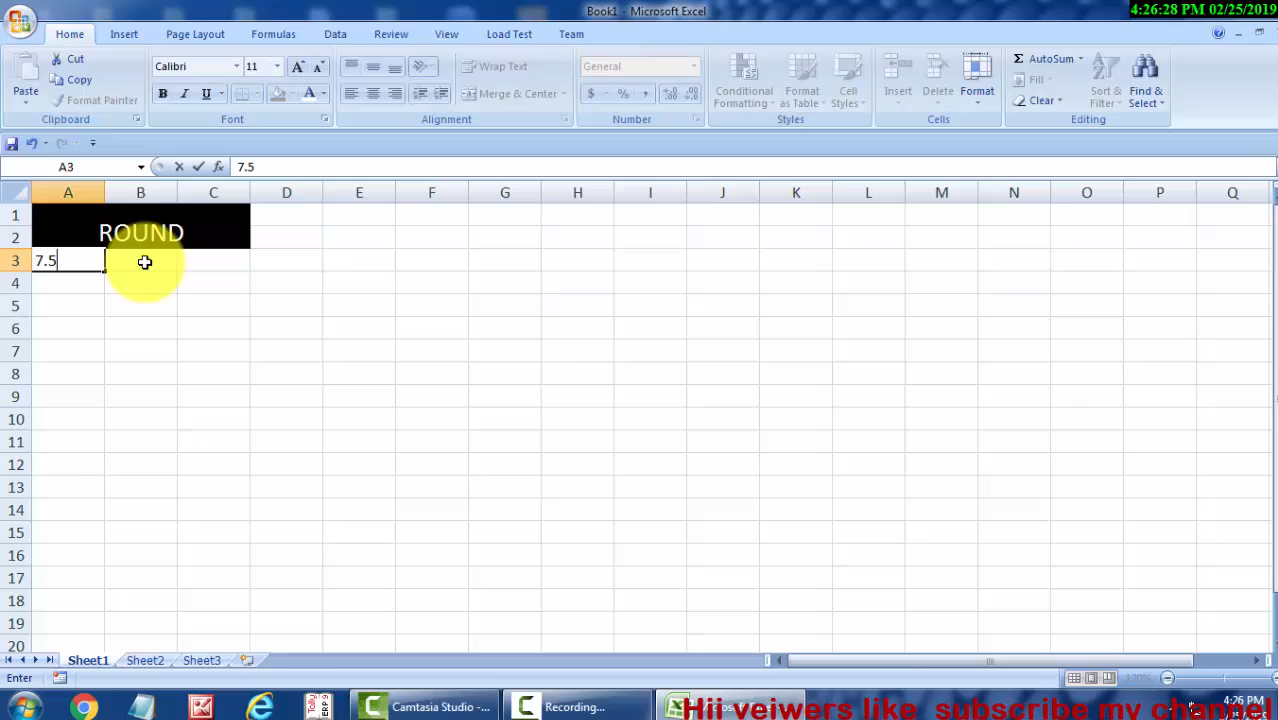 Book1 - Microsoft Excel
4:26:28 PM 02/25/2019
Home Insert Page Layout Formulas Data Review View Load Test Team
Cut
Copy
Format Painter
Paste
Clipboard
Calibri 11
B I U
Font
Wrap Text
Merge & Center
Alignment
General
$ % ,
Number
Conditional Formatting
Format as Table
Cell Styles
Styles
Insert Delete Format
Cells
Σ AutoSum
Fill
Clear
Sort & Filter
Find & Select
Editing
A3 fx 7.5
A B C D E F G H I J K L M N O P Q
1
2 ROUND
3 7.5
4
5
6
7
8
9
10
11
12
13
14
15
16
17
18
19
20
Sheet1 Sheet2 Sheet3
Enter 120%
Camtasia Studio -... Recording...
4:26 PM
Hii veiwers like subscribe my channel